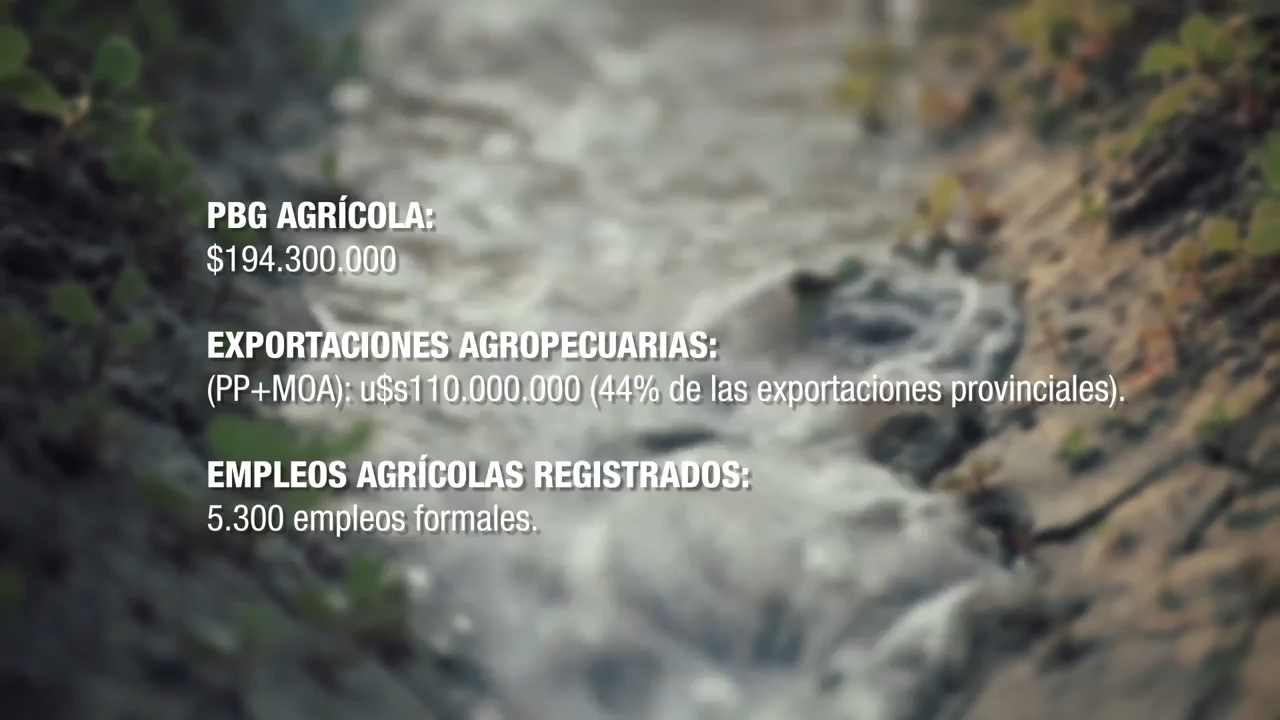 PBG AGRÍCOLA:
$194.300.000
EXPORTACIONES AGROPECUARIAS:
(PP+MOA): u$s110.000.000 (44% de las exportaciones provinciales).
EMPLEOS AGRÍCOLAS REGISTRADOS:
5.300 empleos formales.